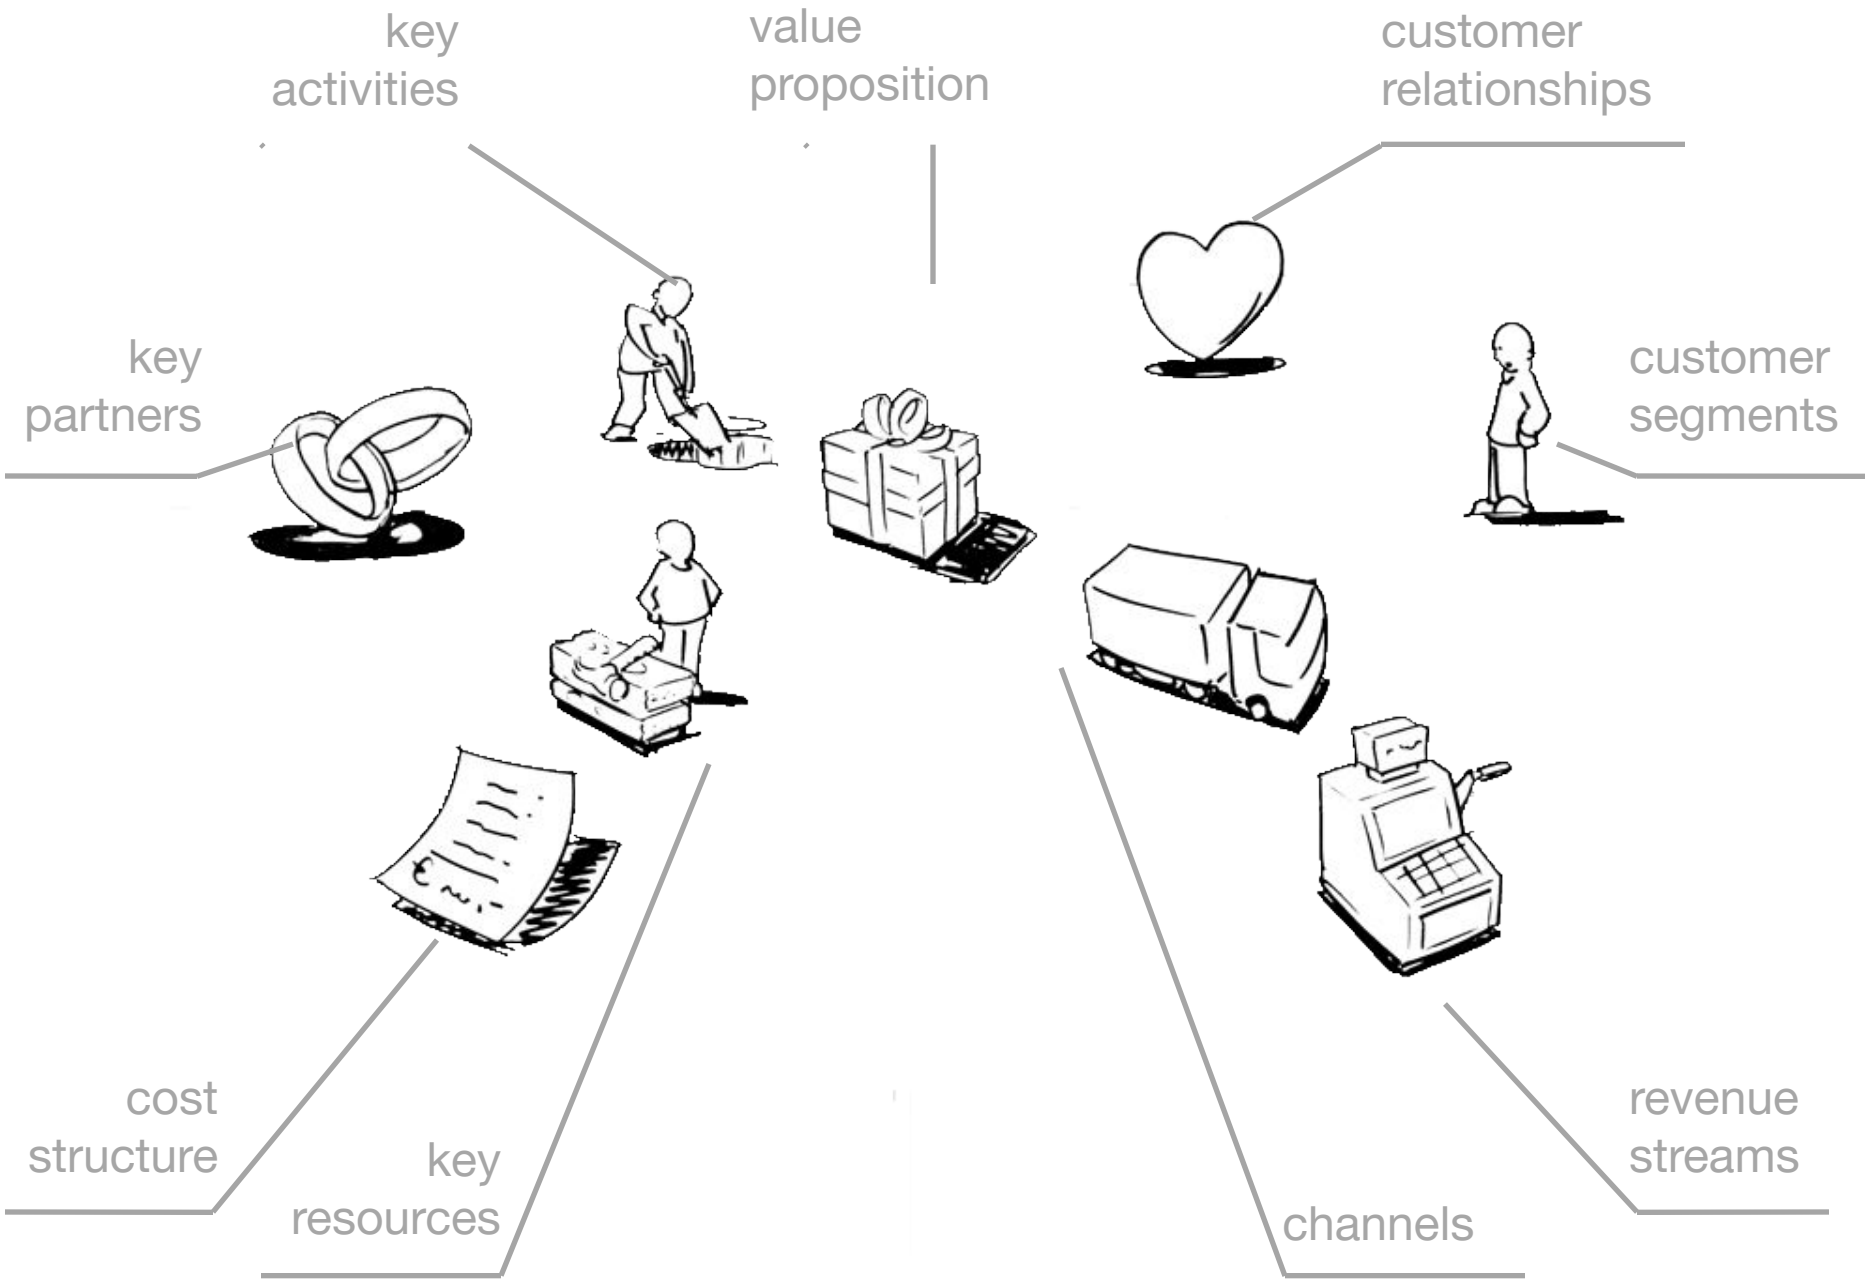 key
activities
value
proposition
customer
relationships
key
partners
customer
segments
cost
structure
key
resources
channels
revenue
streams
€